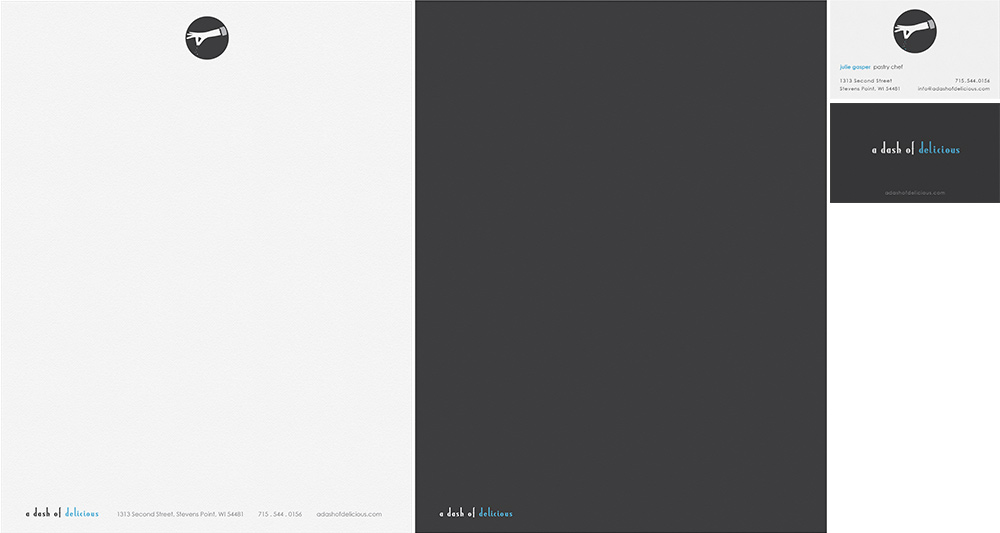 a dash of delicious 1313 Second Street, Stevens Point, WI 54481 715 . 544 . 0156 adashofdelicious.com
a dash of delicious
julie gasper pastry chef
1313 Second Street 715.544.0156
Stevens Point, WI 54481 info@adashofdelicious.com
a dash of delicious
adashofdelicious.com